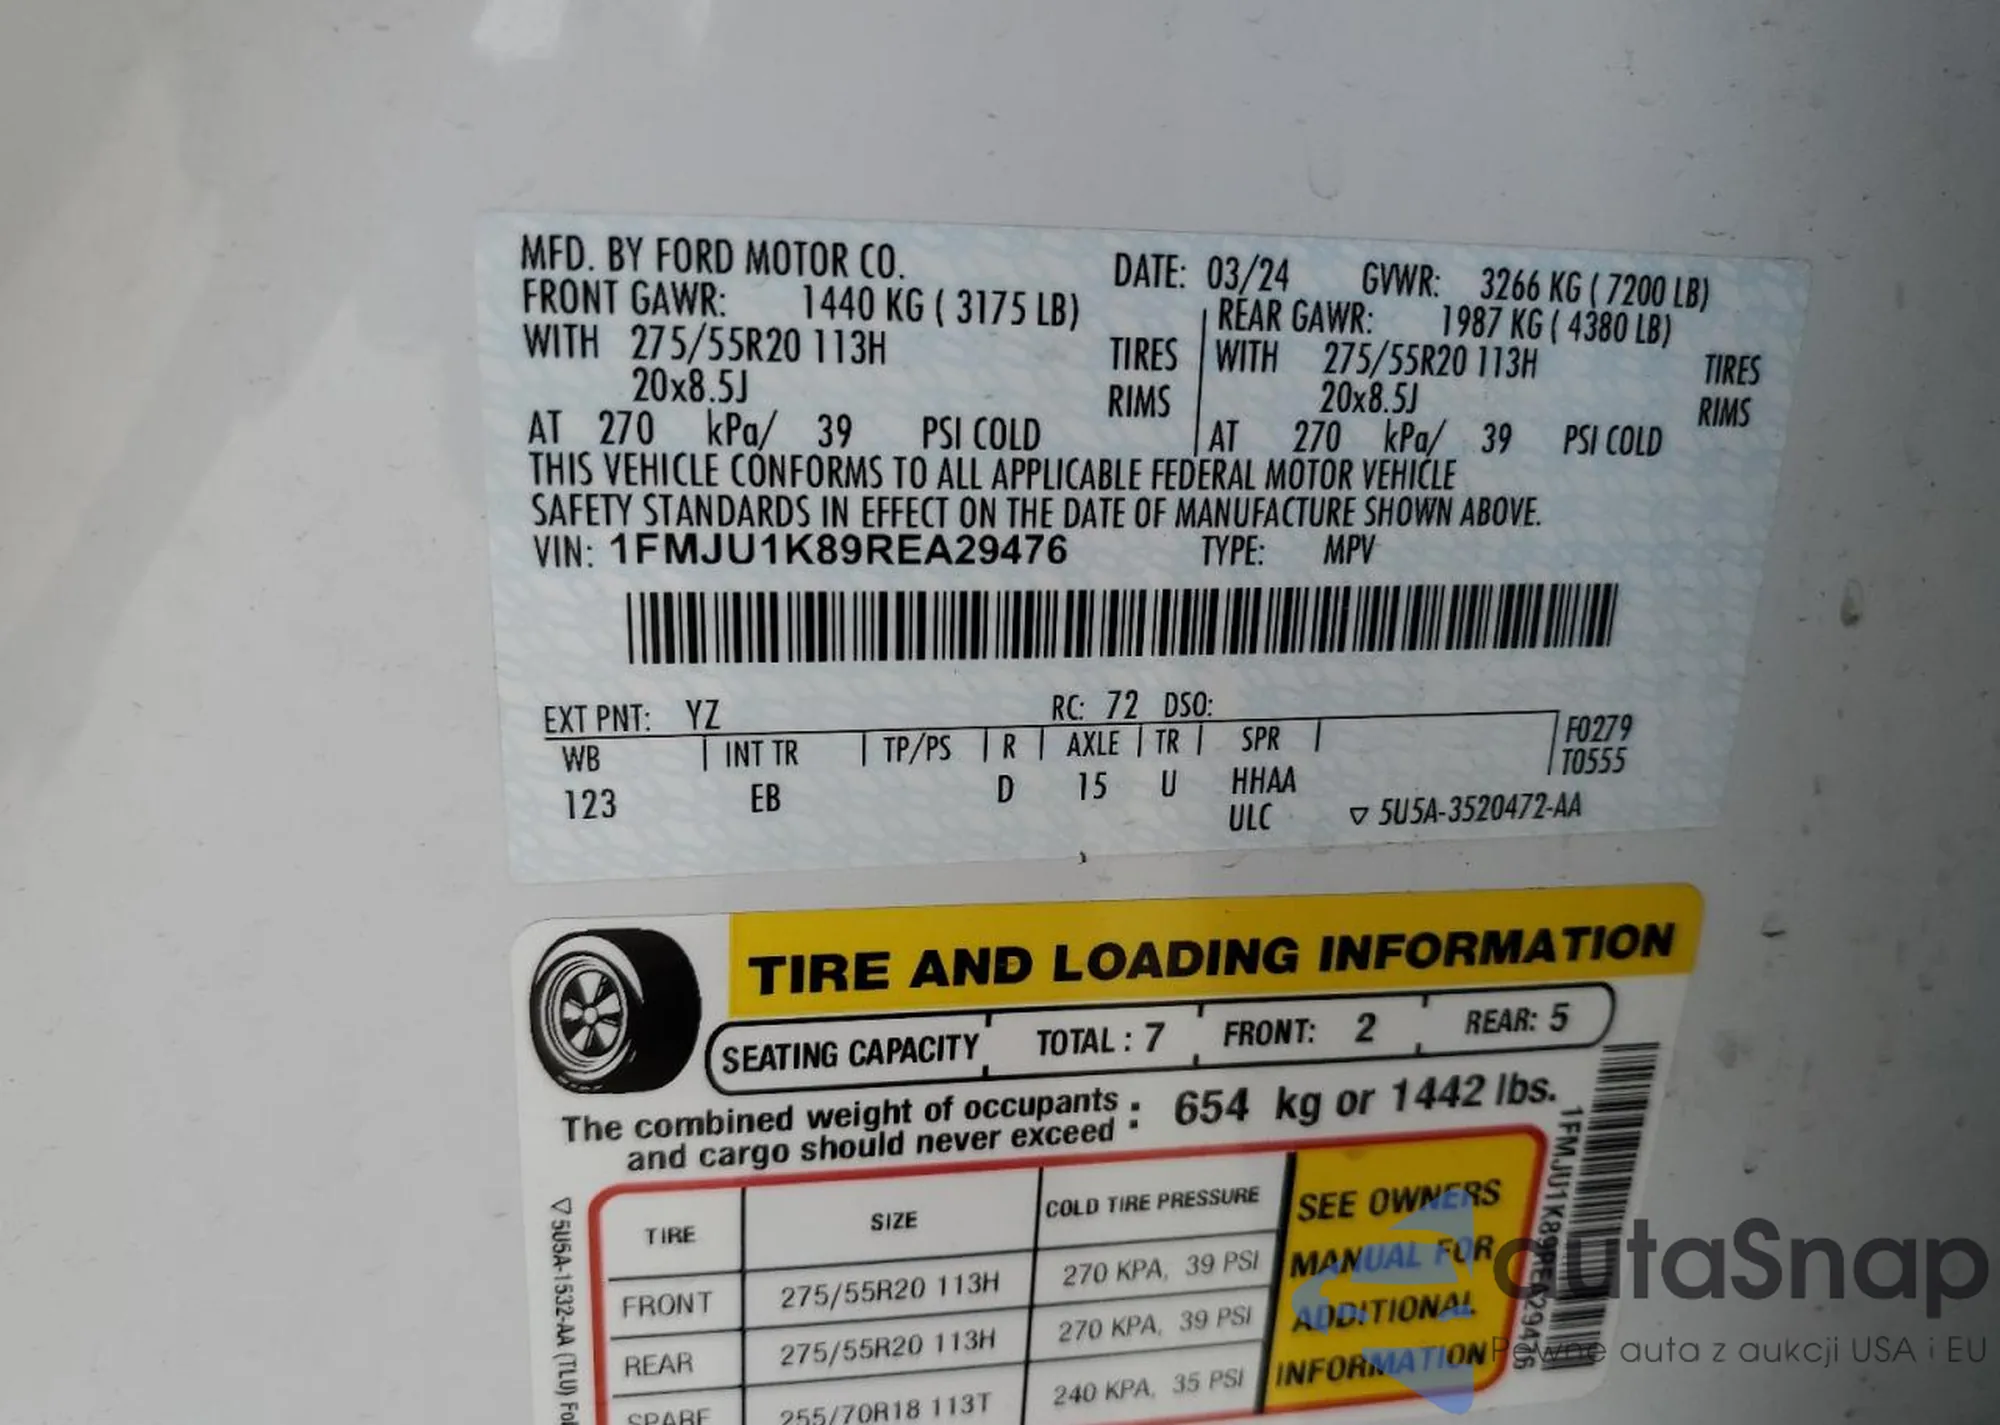 MFD. BY FORD MOTOR CO. DATE: 03/24 GVWR: 3266 KG ( 7200 LB)
FRONT GAWR: 1440 KG ( 3175 LB) REAR GAWR: 1987 KG ( 4380 LB)
WITH 275/55R20 113H TIRES WITH 275/55R20 113H TIRES
20x8.5J RIMS 20x8.5J RIMS
AT 270 kPa/ 39 PSI COLD AT 270 kPa/ 39 PSI COLD
THIS VEHICLE CONFORMS TO ALL APPLICABLE FEDERAL MOTOR VEHICLE
SAFETY STANDARDS IN EFFECT ON THE DATE OF MANUFACTURE SHOWN ABOVE.
VIN: 1FMJU1K89REA29476 TYPE: MPV
EXT PNT: YZ RC: 72 DSO:
WB INT TR TP/PS R AXLE TR SPR F0279
T0555
123 EB D 15 U HHAA
ULC ▽ 5U5A-3520472-AA
TIRE AND LOADING INFORMATION
SEATING CAPACITY TOTAL : 7 FRONT: 2 REAR: 5
The combined weight of occupants : 654 kg or 1442 lbs.
and cargo should never exceed :
TIRE SIZE COLD TIRE PRESSURE
FRONT 275/55R20 113H 270 KPA, 39 PSI
REAR 275/55R20 113H 270 KPA, 39 PSI
SPARE 255/70R18 113T 240 KPA, 35 PSI
SEE OWNERS
MANUAL FOR
ADDITIONAL
INFORMATION
1FMJU1K89REA29476
▽ 5U5A-1532-AA (TLU)
autaSnap
Pewne auta z aukcji USA i EU